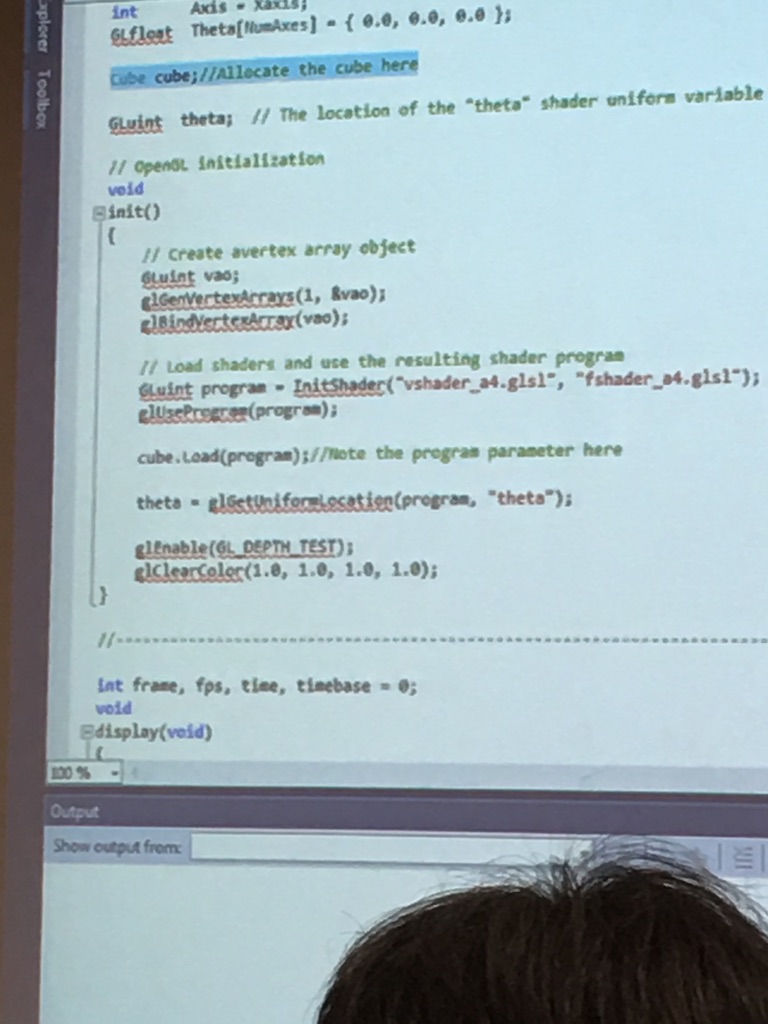 int Axis = Xaxis;
GLfloat Theta[NumAxes] = { 0.0, 0.0, 0.0 };
Cube cube;//Allocate the cube here
GLuint theta; // The location of the "theta" shader uniform variable
// OpenGL initialization
void
init()
{
// Create avertex array object
GLuint vao;
glGenVertexArrays(1, &vao);
glBindVertexArray(vao);
// Load shaders and use the resulting shader program
GLuint program = InitShader("vshader_a4.glsl", "fshader_a4.glsl");
glUseProgram(program);
cube.Load(program);//Note the program parameter here
theta = glGetUniformLocation(program, "theta");
glEnable(GL_DEPTH_TEST);
glClearColor(1.0, 1.0, 1.0, 1.0);
}
//----------------------------------------------------------------------
int frame, fps, time, timebase = 0;
void
display(void)
{
100 %
Output
Show output from:
Toolbox